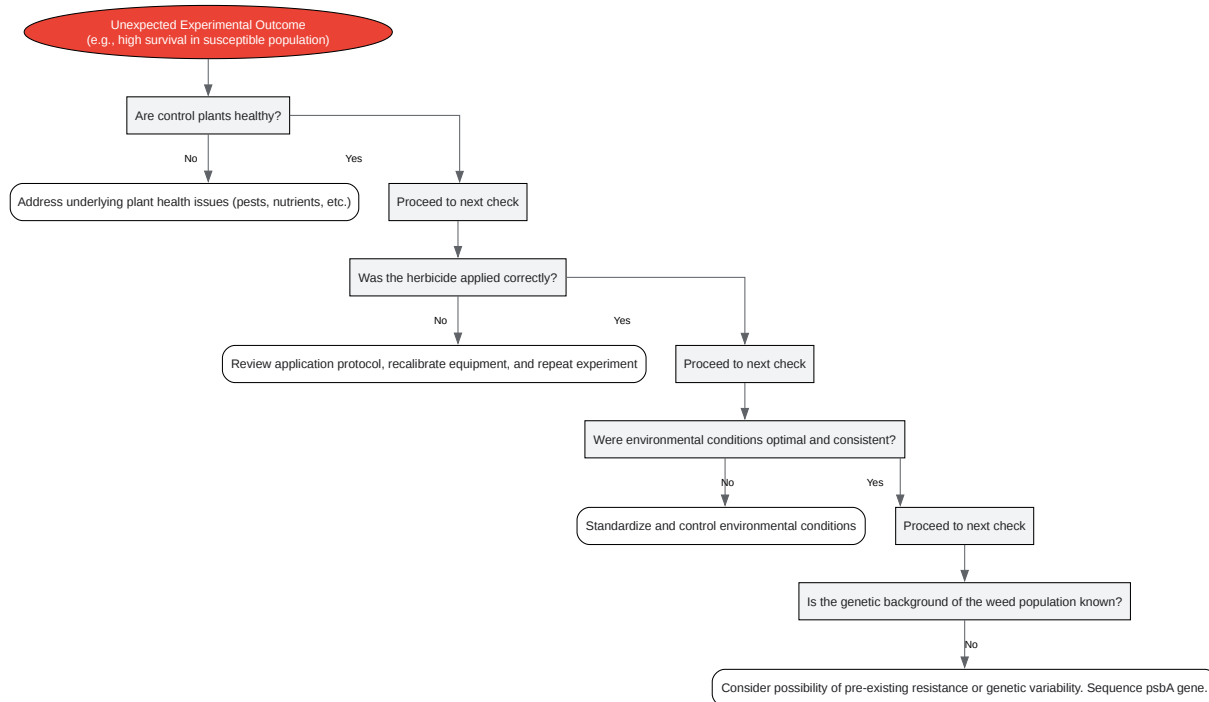 Unexpected Experimental Outcome
(e.g., high survival in susceptible population)
Are control plants healthy?
No
Yes
Address underlying plant health issues (pests, nutrients, etc.)
Proceed to next check
Was the herbicide applied correctly?
No
Yes
Review application protocol, recalibrate equipment, and repeat experiment
Proceed to next check
Were environmental conditions optimal and consistent?
No
Yes
Standardize and control environmental conditions
Proceed to next check
Is the genetic background of the weed population known?
No
Consider possibility of pre-existing resistance or genetic variability. Sequence psbA gene.